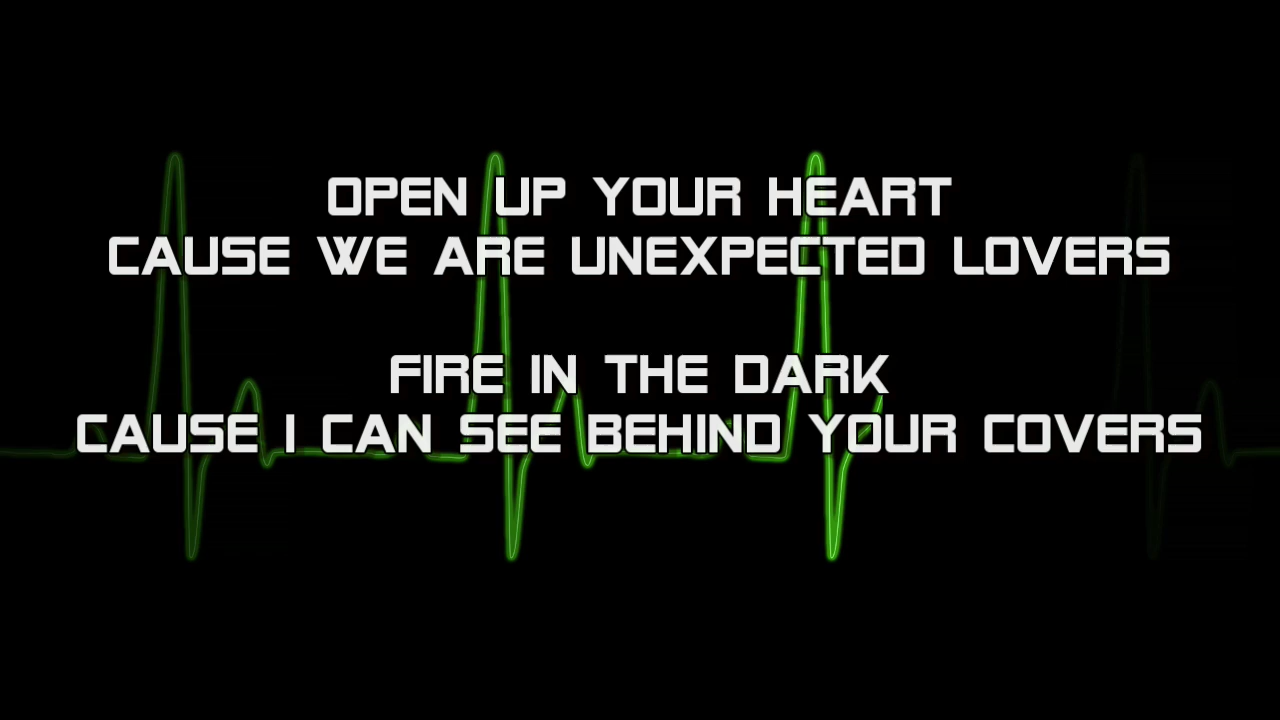 OPEN UP YOUR HEART
CAUSE WE ARE UNEXPECTED LOVERS
FIRE IN THE DARK
CAUSE I CAN SEE BEHIND YOUR COVERS